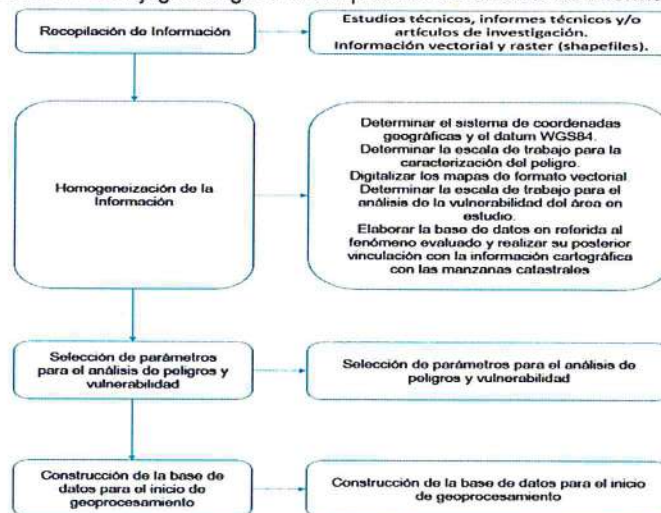 Recopilación de Información
Estudios técnicos, informes técnicos y/o
artículos de investigación.
Información vectorial y raster (shapefiles).
Homogeneización de la
Información
Determinar el sistema de coordenadas
geográficas y el datum WGS84.
Determinar la escala de trabajo para la
caracterización del peligro.
Digitalizar los mapas de formato vectorial
Determinar la escala de trabajo para el
análisis de la vulnerabilidad del área en
estudio.
Elaborar la base de datos en referida al
fenómeno evaluado y realizar su posterior
vinculación con la información cartográfica
con las manzanas catastrales
Selección de parámetros
para el análisis de peligros y
vulnerabilidad
Selección de parámetros para el análisis de
peligros y vulnerabilidad
Construcción de la base de
datos para el inicio de
geoprocesamiento
Construcción de la base de datos para el inicio
de geoprocesamiento